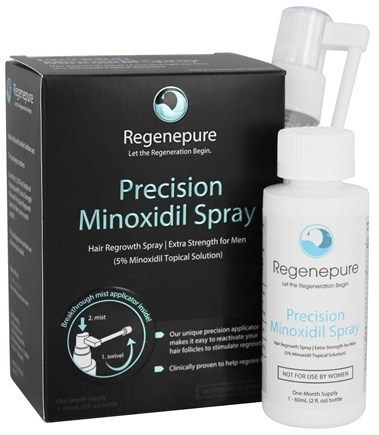 Regenepure
Let the Regeneration Begin.
Precision
Minoxidil Spray
Hair Regrowth Spray | Extra Strength for Men
(5% Minoxidil Topical Solution)
Breakthrough mist applicator inside!
2. mist
1. swivel
Our unique precision applicator
makes it easy to reactivate your
hair follicles to stimulate regrowth
Clinically proven to help regrow
One Month Supply
Regenepure
Let the Regeneration Begin.
Precision
Minoxidil Spray
Hair Regrowth Spray | Extra Strength for Men
(5% Minoxidil Topical Solution)
NOT FOR USE BY WOMEN
One Month Supply
1 - 60mL (2 fl. oz) bottle